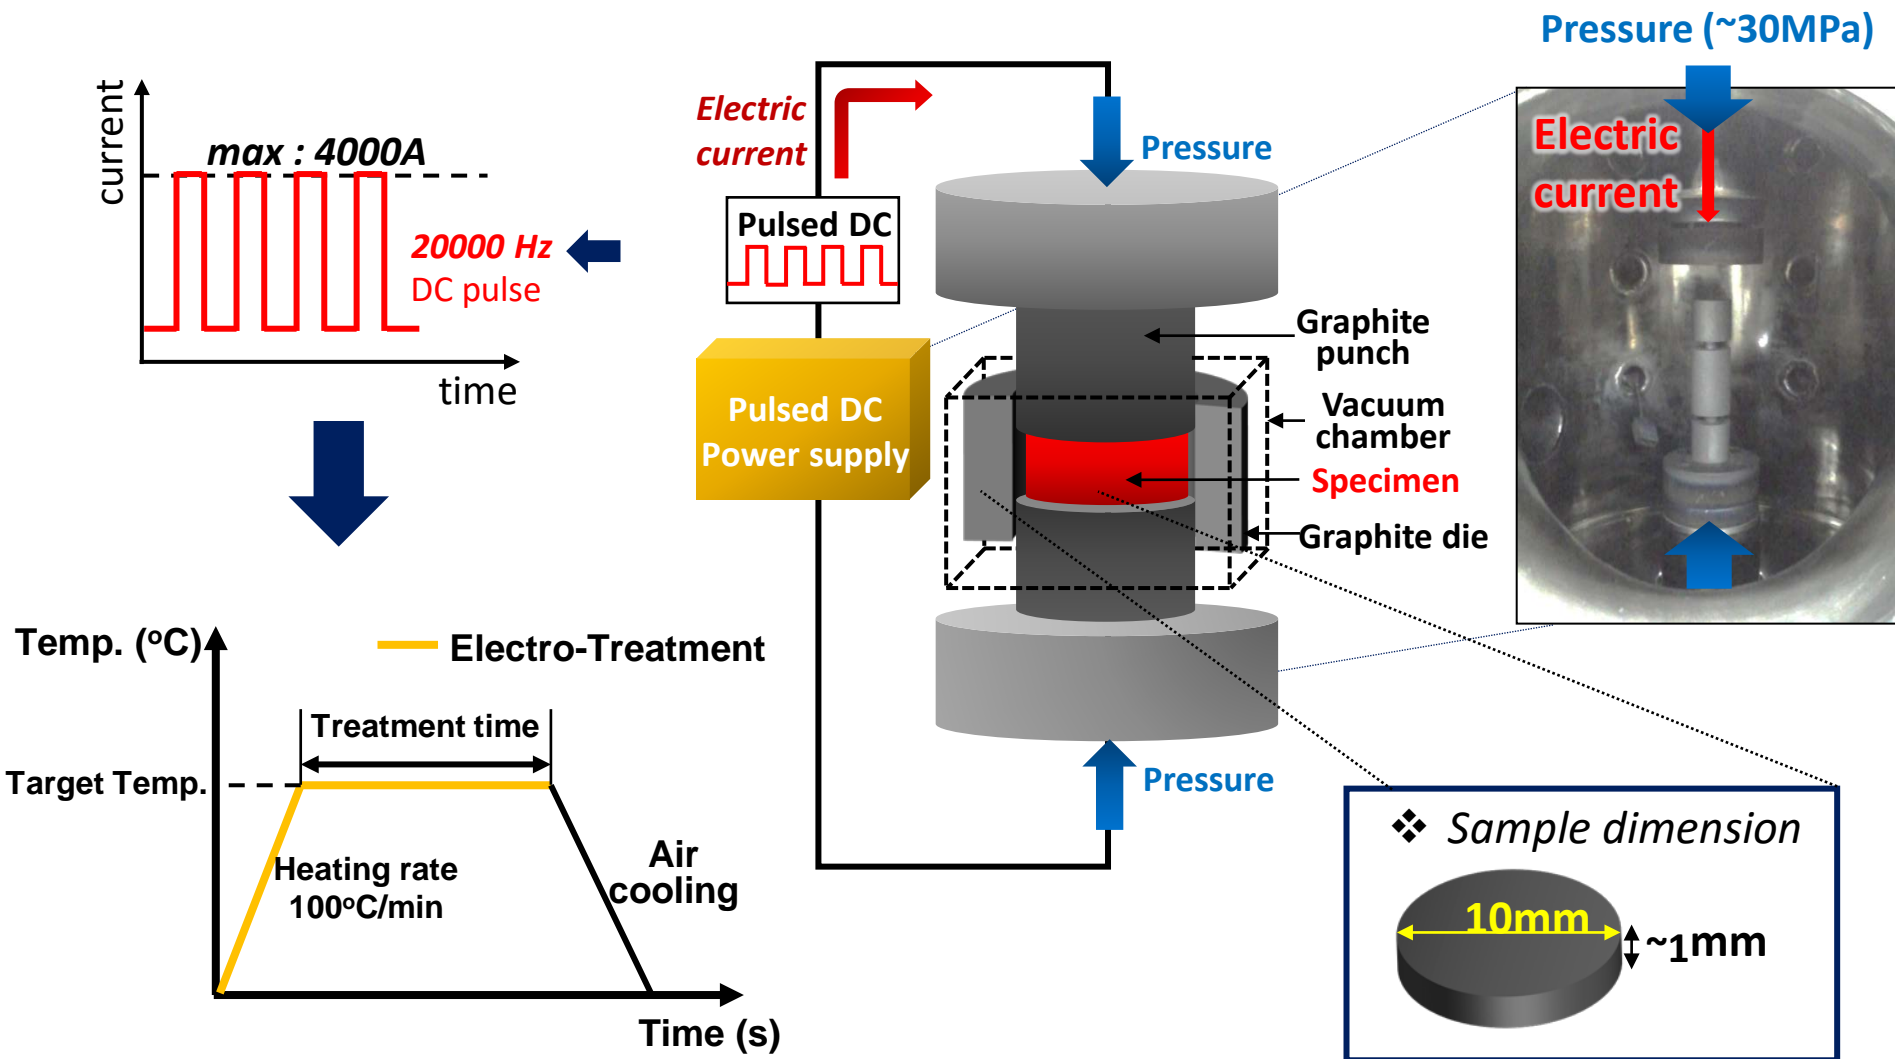 Pressure (~30MPa)
current
max : 4000A
20000 Hz
DC pulse
time
Electric
current
Pulsed DC
Pressure
Electric
current
Pulsed DC
Power supply
Graphite
punch
Vacuum
chamber
Specimen
Graphite die
Pressure
Temp. (oC)
Electro-Treatment
Treatment time
Target Temp.
Heating rate
100oC/min
Air
cooling
Time (s)
❖ Sample dimension
10mm
~1mm